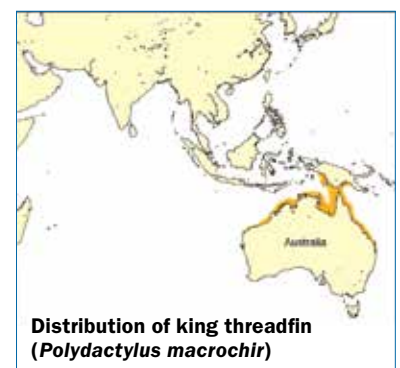 Australia
Distribution of king threadfin
(Polydactylus macrochir)